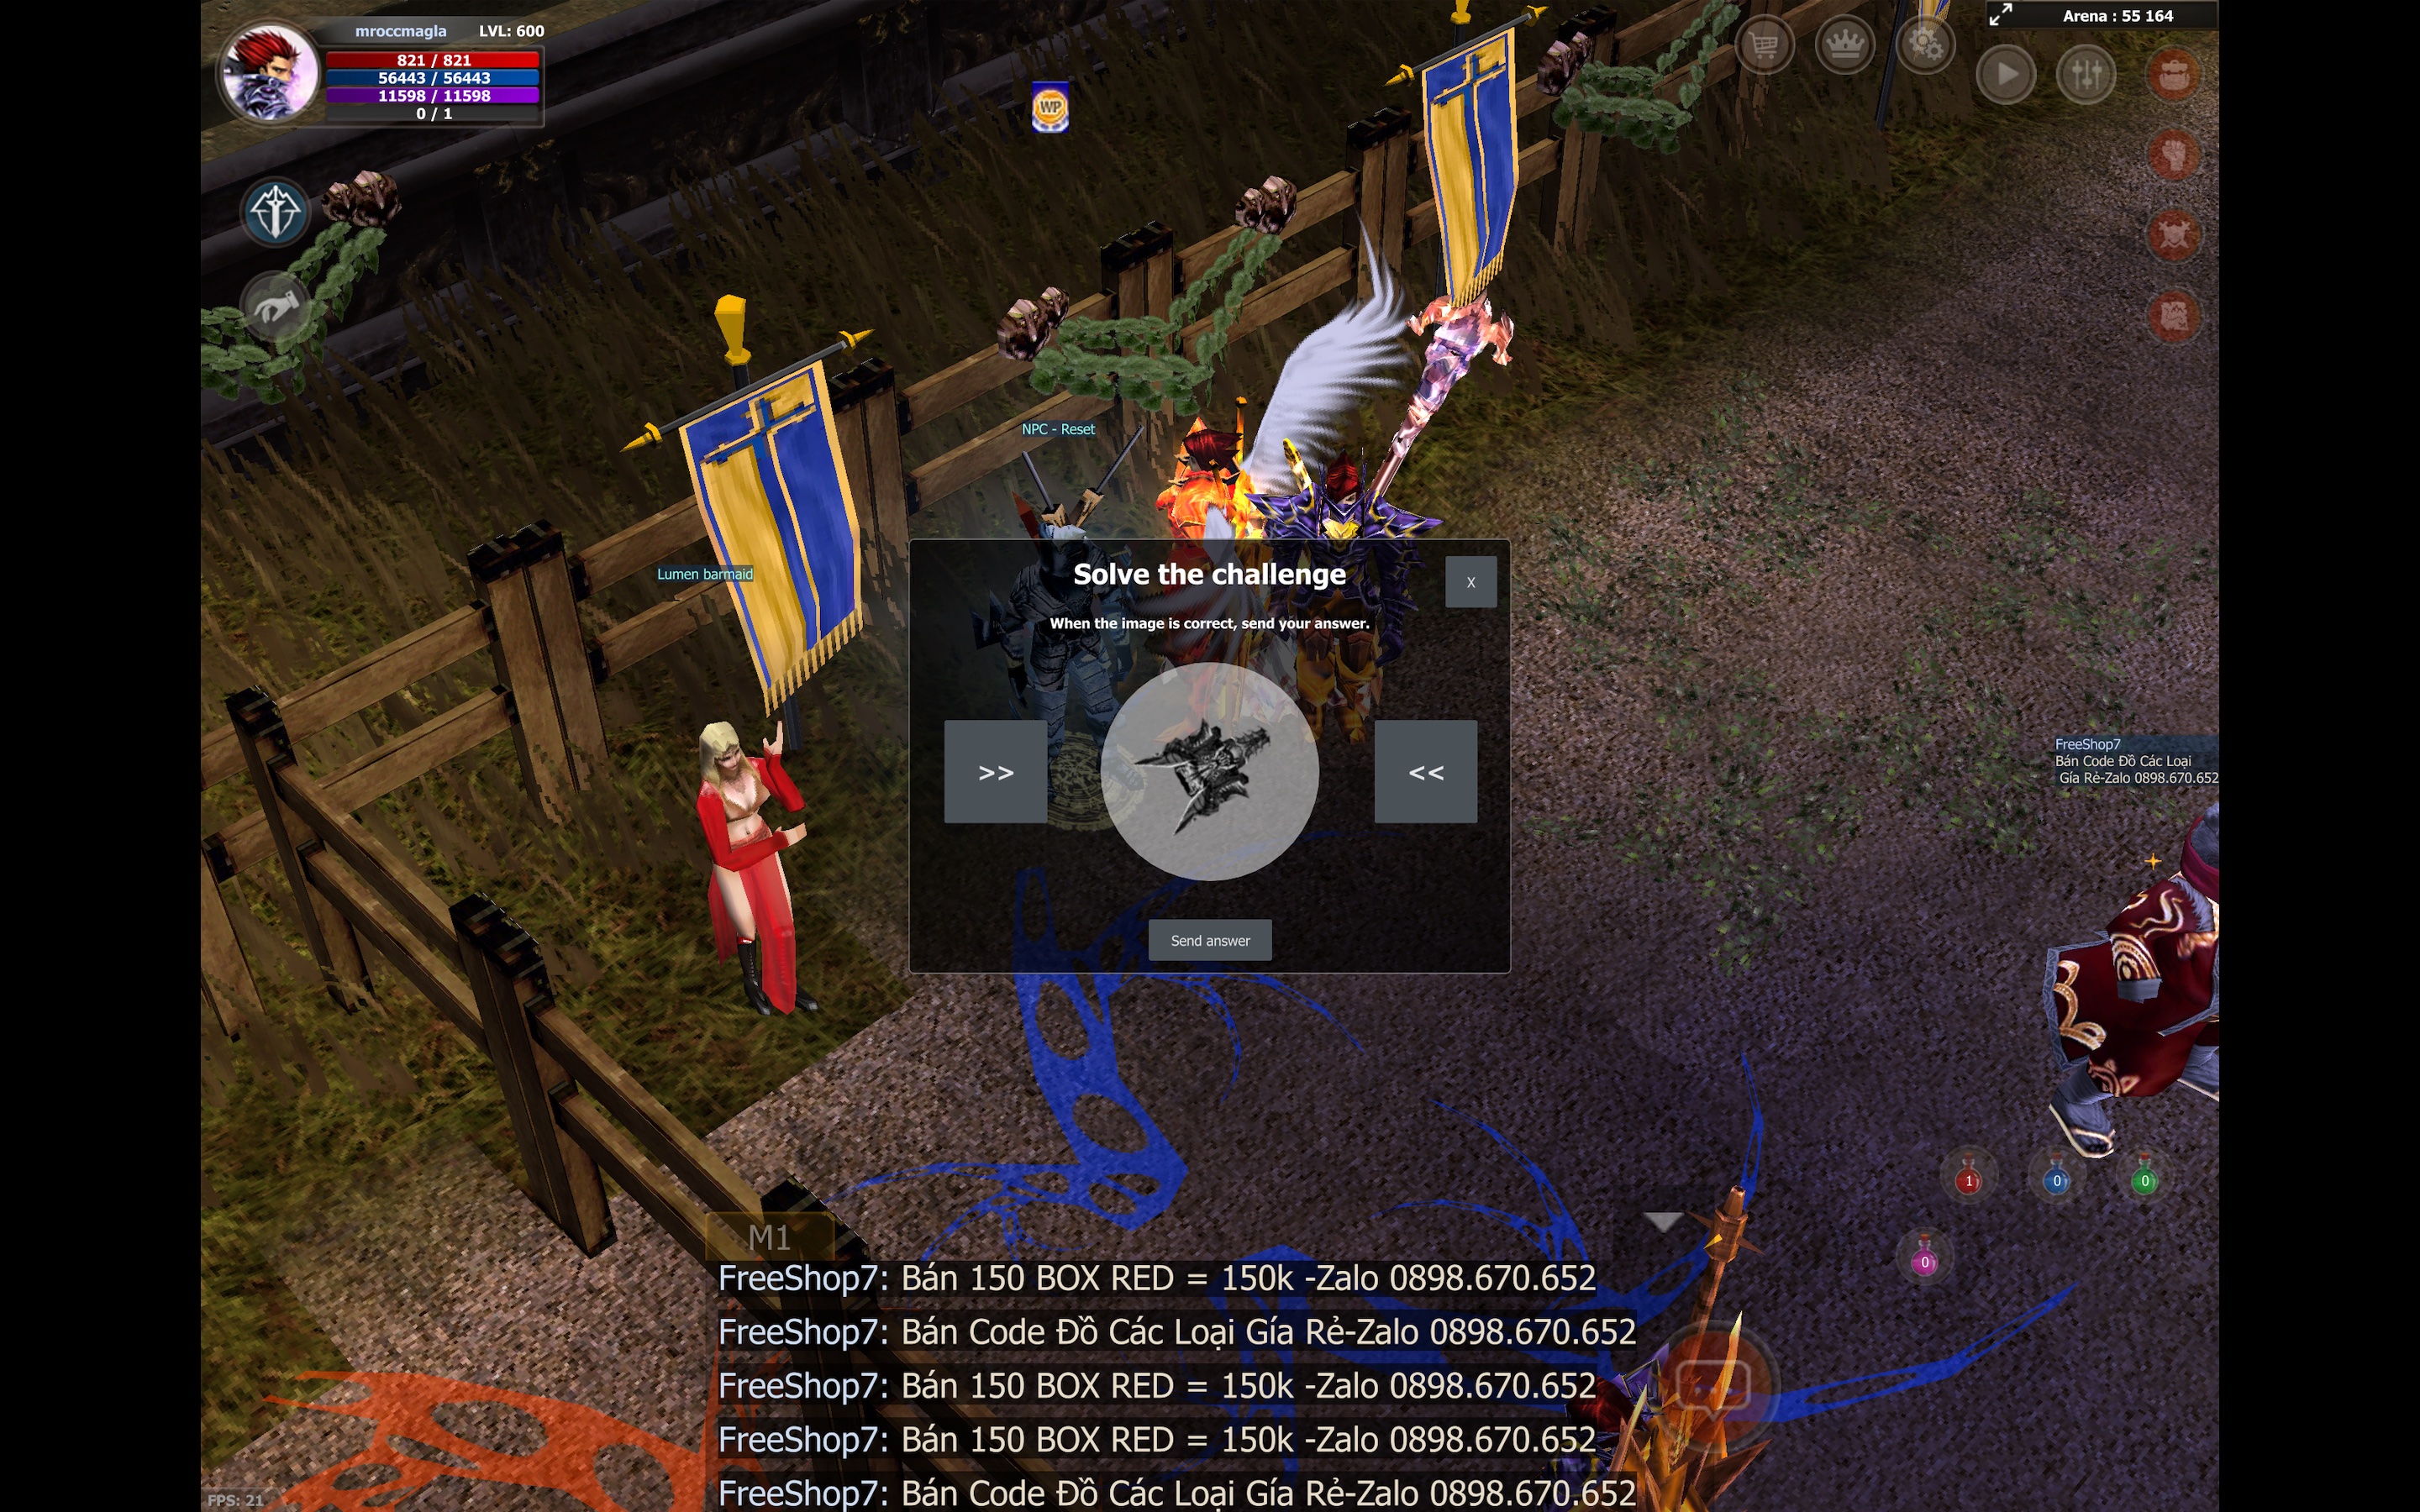 mroccmagla LVL: 600
821 / 821
56443 / 56443
11598 / 11598
0 / 1
WP
Arena : 55 164
NPC - Reset
Lumen barmaid
Solve the challenge
X
When the image is correct, send your answer.
>> <<
Send answer
FreeShop7
Bán Code Đồ Các Loại
Gía Rẻ-Zalo 0898.670.652
1 0 0
0
M1
FreeShop7: Bán 150 BOX RED = 150k -Zalo 0898.670.652
FreeShop7: Bán Code Đồ Các Loại Gía Rẻ-Zalo 0898.670.652
FreeShop7: Bán 150 BOX RED = 150k -Zalo 0898.670.652
FreeShop7: Bán 150 BOX RED = 150k -Zalo 0898.670.652
FreeShop7: Bán Code Đồ Các Loại Gía Rẻ-Zalo 0898.670.652
FPS: 21